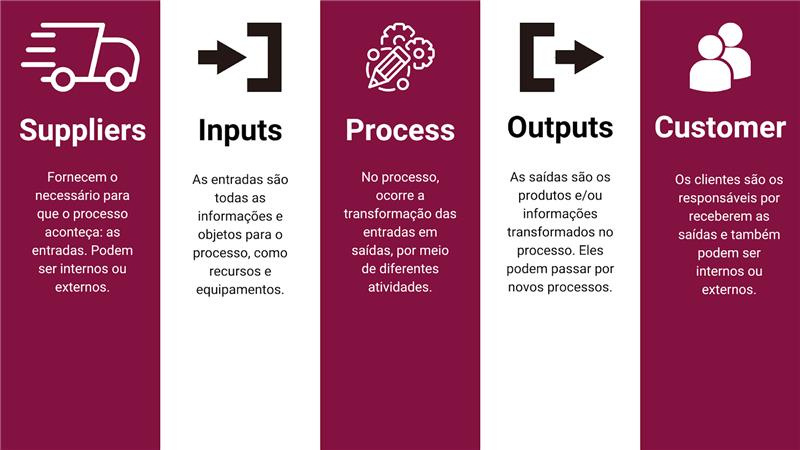 Suppliers
Fornecem o
necessário para
que o processo
aconteça: as
entradas. Podem
ser internos ou
externos.
Inputs
As entradas são
todas as
informações e
objetos para o
processo, como
recursos e
equipamentos.
Process
No processo,
ocorre a
transformação das
entradas em
saídas, por meio
de diferentes
atividades.
Outputs
As saídas são os
produtos e/ou
informações
transformados no
processo. Eles
podem passar por
novos processos.
Customer
Os clientes são os
responsáveis por
receberem as
saídas e também
podem ser
internos ou
externos.